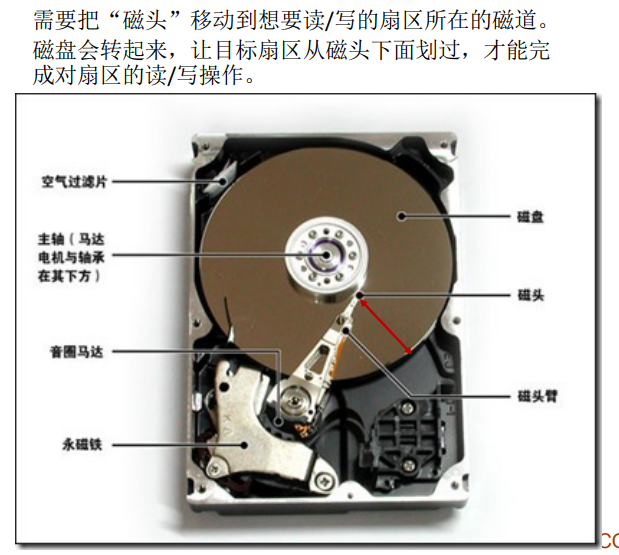 需要把“磁头”移动到想要读/写的扇区所在的磁道。
磁盘会转起来，让目标扇区从磁头下面划过，才能完
成对扇区的读/写操作。
空气过滤片
磁盘
主轴（马达
电机与轴承
在其下方）
磁头
音圈马达
磁头臂
永磁铁
CC